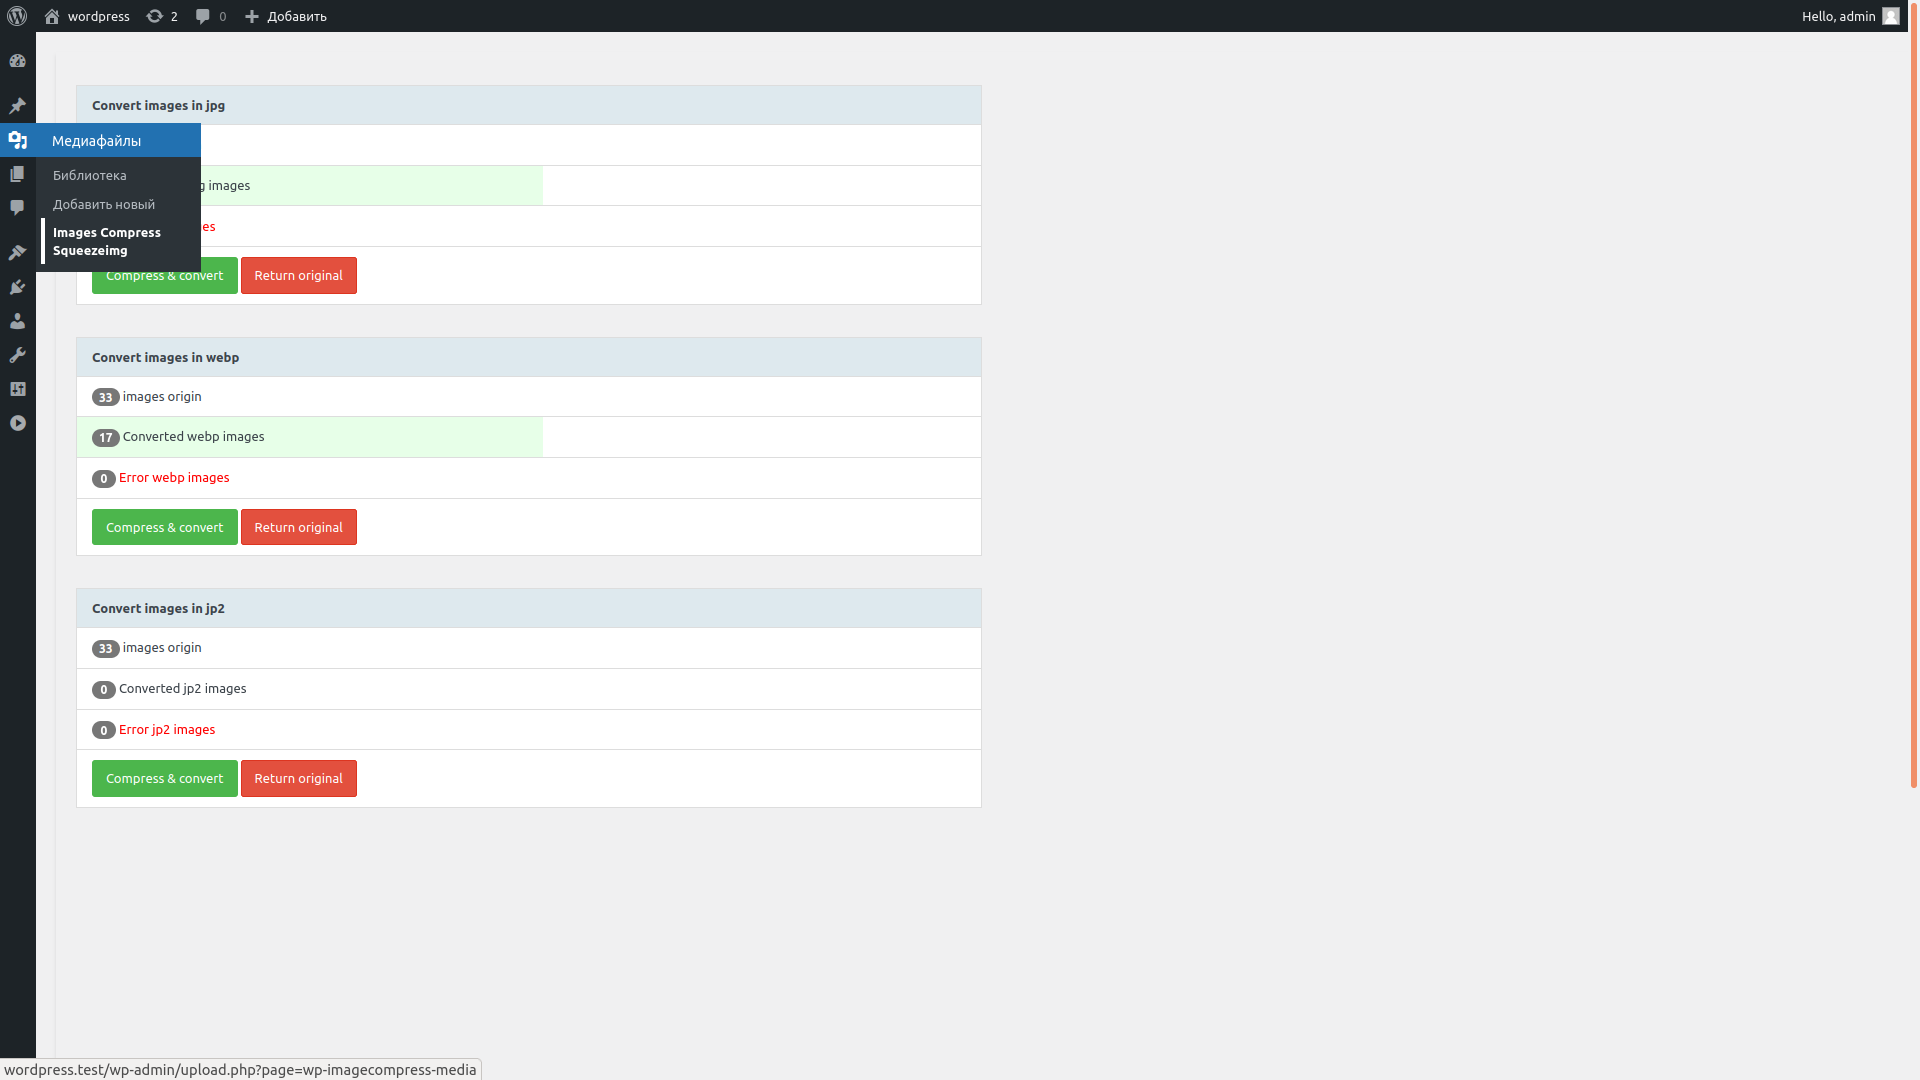 wordpress 2 0 Добавить Hello, admin
Convert images in jpg
Медиафайлы
Библиотека
images
Добавить новый
Images Compress
Squeezeimg
Compress & convert Return original
Convert images in webp
33 images origin
17 Converted webp images
0 Error webp images
Compress & convert Return original
Convert images in jp2
33 images origin
0 Converted jp2 images
0 Error jp2 images
Compress & convert Return original
wordpress.test/wp-admin/upload.php?page=wp-imagecompress-media